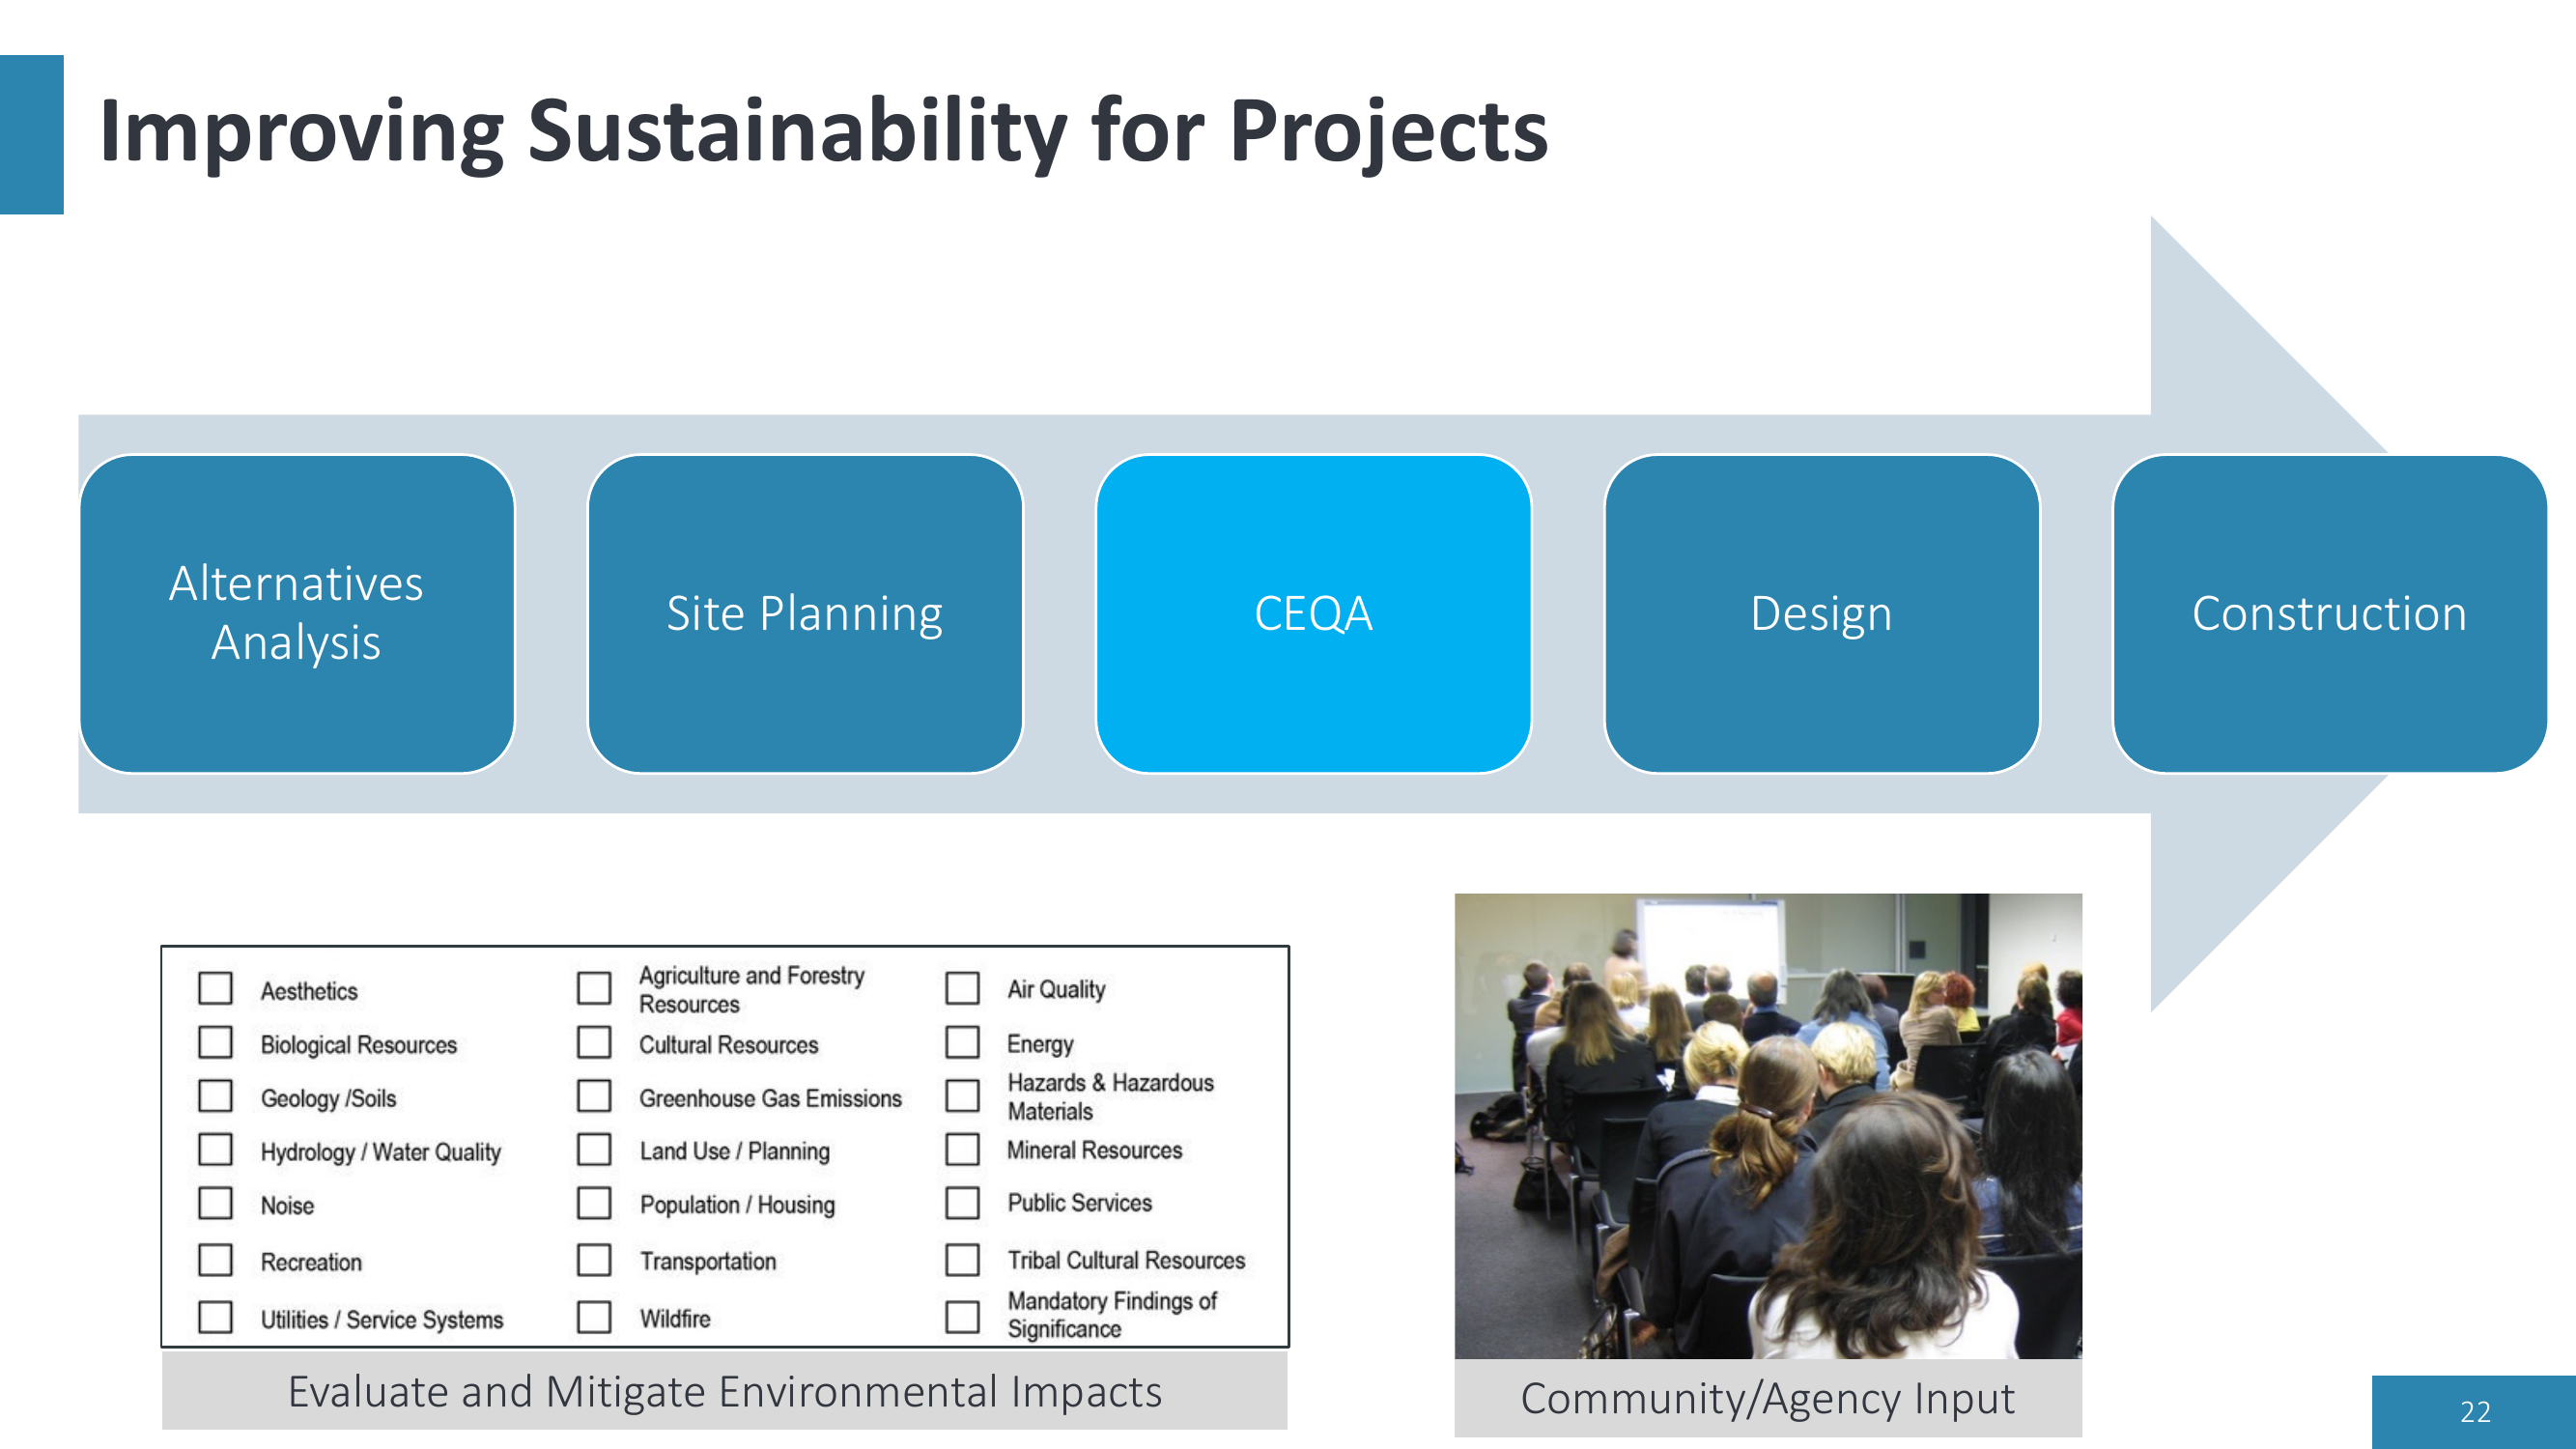 Improving Sustainability for Projects
Alternatives
Analysis
Site Planning
CEQA
Design
Construction
Aesthetics
Agriculture and Forestry
Resources
Air Quality
Biological Resources
Cultural Resources
Energy
Geology /Soils
Greenhouse Gas Emissions
Hazards & Hazardous
Materials
Hydrology / Water Quality
Land Use / Planning
Mineral Resources
Noise
Population / Housing
Public Services
Recreation
Transportation
Tribal Cultural Resources
Utilities / Service Systems
Wildfire
Mandatory Findings of
Significance
Evaluate and Mitigate Environmental Impacts
Community/Agency Input
22